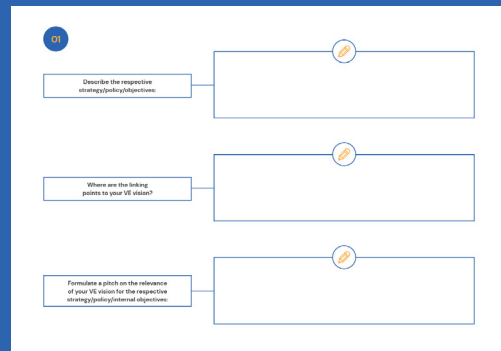 01
Describe the respective
strategy/policy/objectives:
Where are the linking
points to your VE vision?
Formulate a pitch on the relevance
of your VE vision for the respective
strategy/policy/internal objectives: